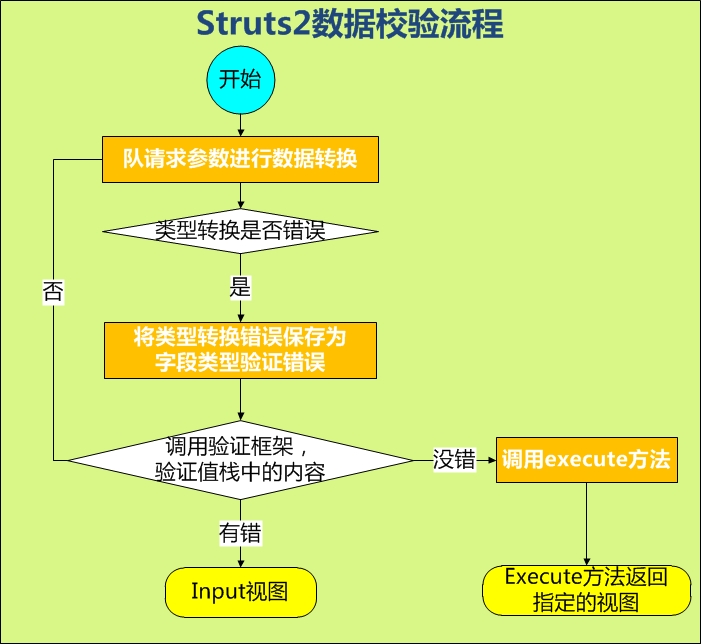 Struts2数据校验流程
开始
队请求参数进行数据转换
类型转换是否错误
否
是
将类型转换错误保存为
字段类型验证错误
调用验证框架，
验证值栈中的内容
没错
调用execute方法
有错
Input视图
Execute方法返回
指定的视图